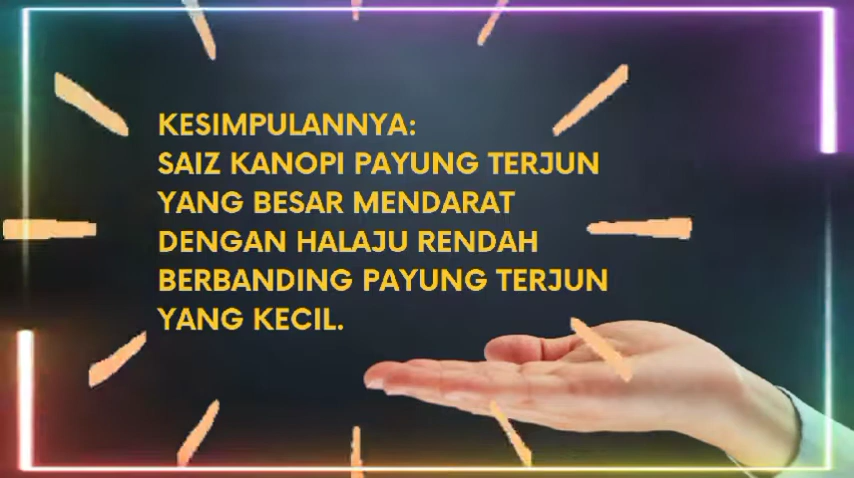 KESIMPULANNYA:
SAIZ KANOPI PAYUNG TERJUN
YANG BESAR MENDARAT
DENGAN HALAJU RENDAH
BERBANDING PAYUNG TERJUN
YANG KECIL.